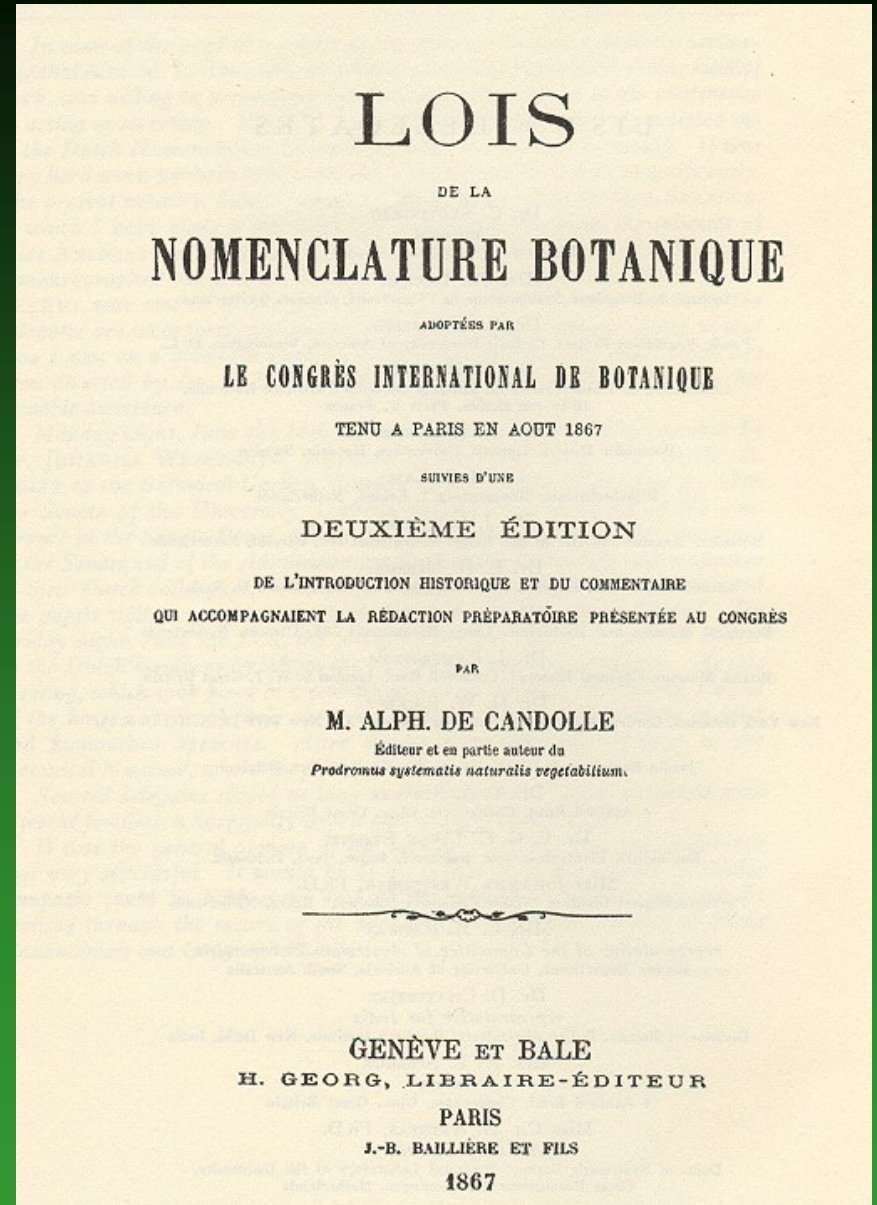 LOIS
DE LA
NOMENCLATURE BOTANIQUE
ADOPTÉES PAR
LE CONGRÈS INTERNATIONAL DE BOTANIQUE
TENU A PARIS EN AOUT 1867
SUIVIES D'UNE
DEUXIÈME ÉDITION
DE L'INTRODUCTION HISTORIQUE ET DU COMMENTAIRE
QUI ACCOMPAGNAIENT LA RÉDACTION PRÉPARATOIRE PRÉSENTÉE AU CONGRÈS
PAR
M. ALPH. DE CANDOLLE
Éditeur et en partie auteur du
Prodromus systematis naturalis vegetabilium.
GENÈVE ET BALE
H. GEORG, LIBRAIRE-ÉDITEUR
PARIS
J.-B. BAILLIÈRE ET FILS
1867